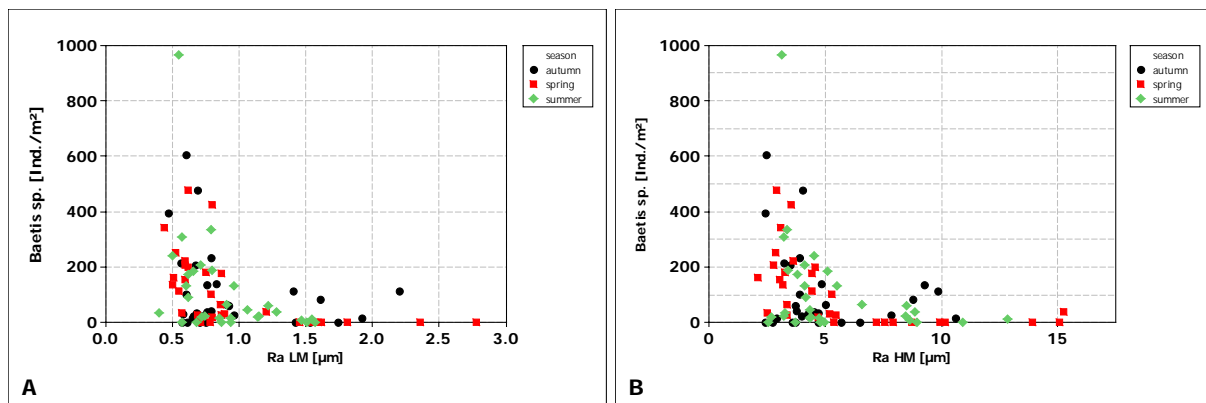 1000
800
600
400
200
0
Baetis sp. [Ind./m²]
0.0 0.5 1.0 1.5 2.0 2.5 3.0
Ra LM [µm]
season
autumn
spring
summer
A
1000
800
600
400
200
0
Baetis sp. [Ind./m²]
0 5 10 15
Ra HM [µm]
season
autumn
spring
summer
B